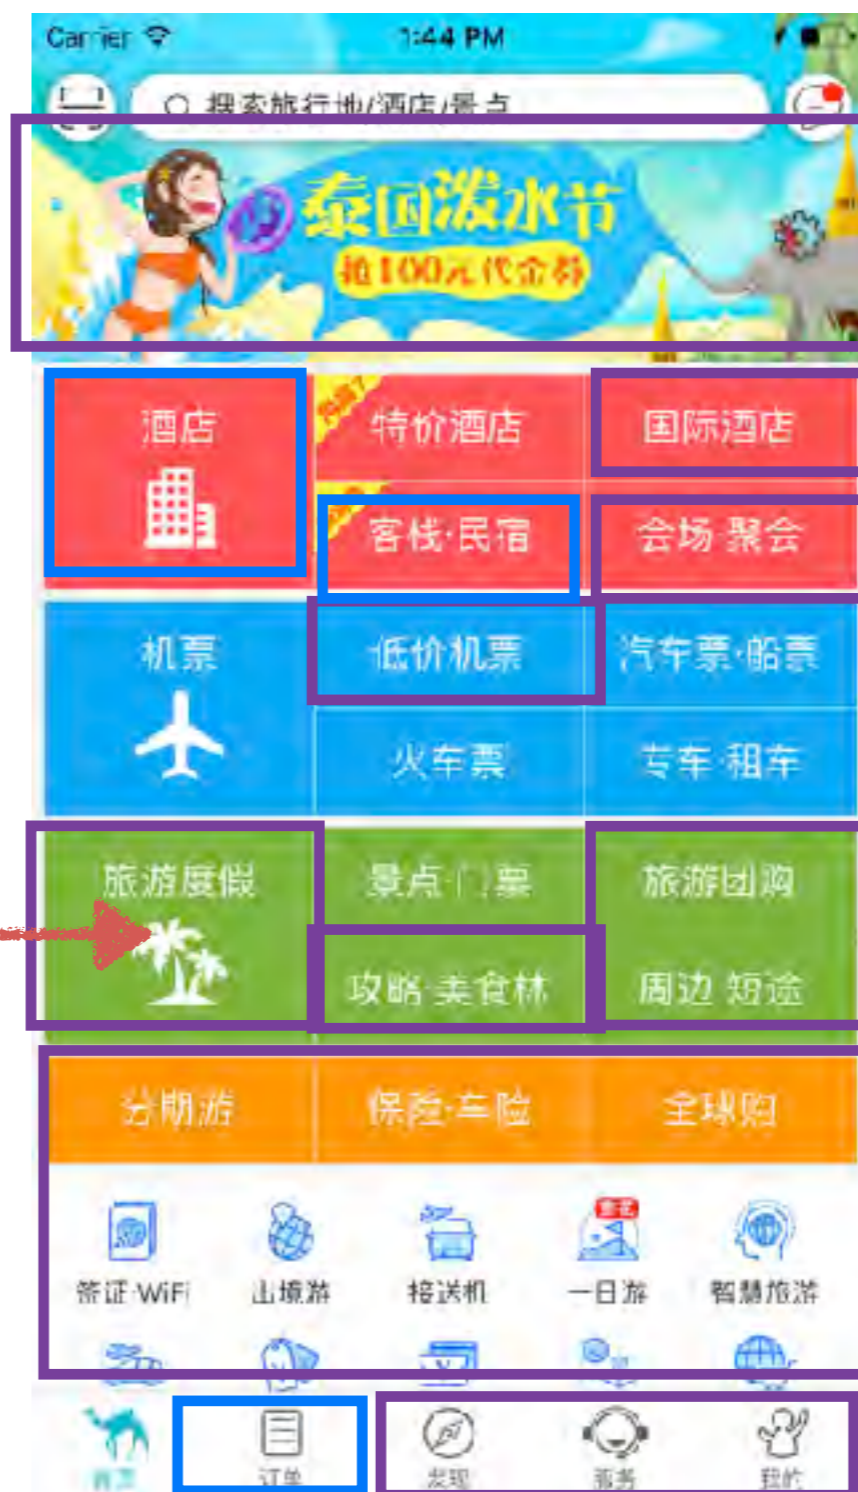 Carrier 1:44 PM
搜索旅行地/酒店/景点
泰国泼水节
抢100元代金券
酒店 特价酒店 国际酒店
客栈·民宿 会场·聚会
机票 低价机票 汽车票·船票
火车票 专车·租车
旅游度假 景点·门票 旅游团购
攻略·美食林 周边·短途
分期游 保险·车险 全球购
签证·WiFi 出境游 接送机 一日游 智慧旅游
首页 订单 发现 服务 我的